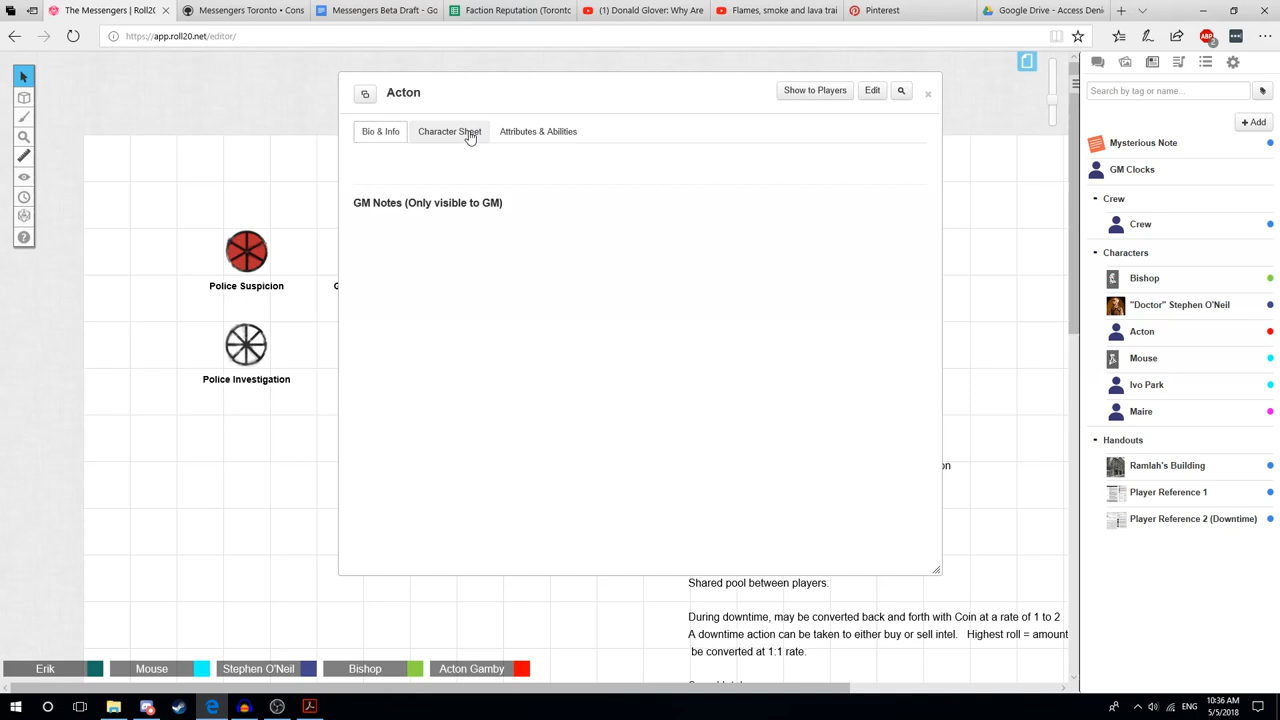 The Messengers | Roll20
Messengers Toronto • Cons
Messengers Beta Draft - Go
Faction Reputation (Toronto
(1) Donald Glover: Why Are
Flames, smoke and lava trai
Pinterest
Google Drive - Access Denie
https://app.roll20.net/editor/
ABP
2
Acton
Show to Players
Edit
Bio & Info
Character Sheet
Attributes & Abilities
GM Notes (Only visible to GM)
Search by tag or name...
+ Add
Mysterious Note
GM Clocks
Crew
Crew
Characters
Bishop
"Doctor" Stephen O'Neil
Acton
Mouse
Ivo Park
Maire
Handouts
Ramlah's Building
Player Reference 1
Player Reference 2 (Downtime)
Police Suspicion
G
Police Investigation
on
Shared pool between players.
During downtime, may be converted back and forth with Coin at a rate of 1 to 2
A downtime action can be taken to either buy or sell intel. Highest roll = amount
be converted at 1:1 rate.
Erik
Mouse
Stephen O'Neil
Bishop
Acton Gamby
ENG
10:36 AM
5/5/2018